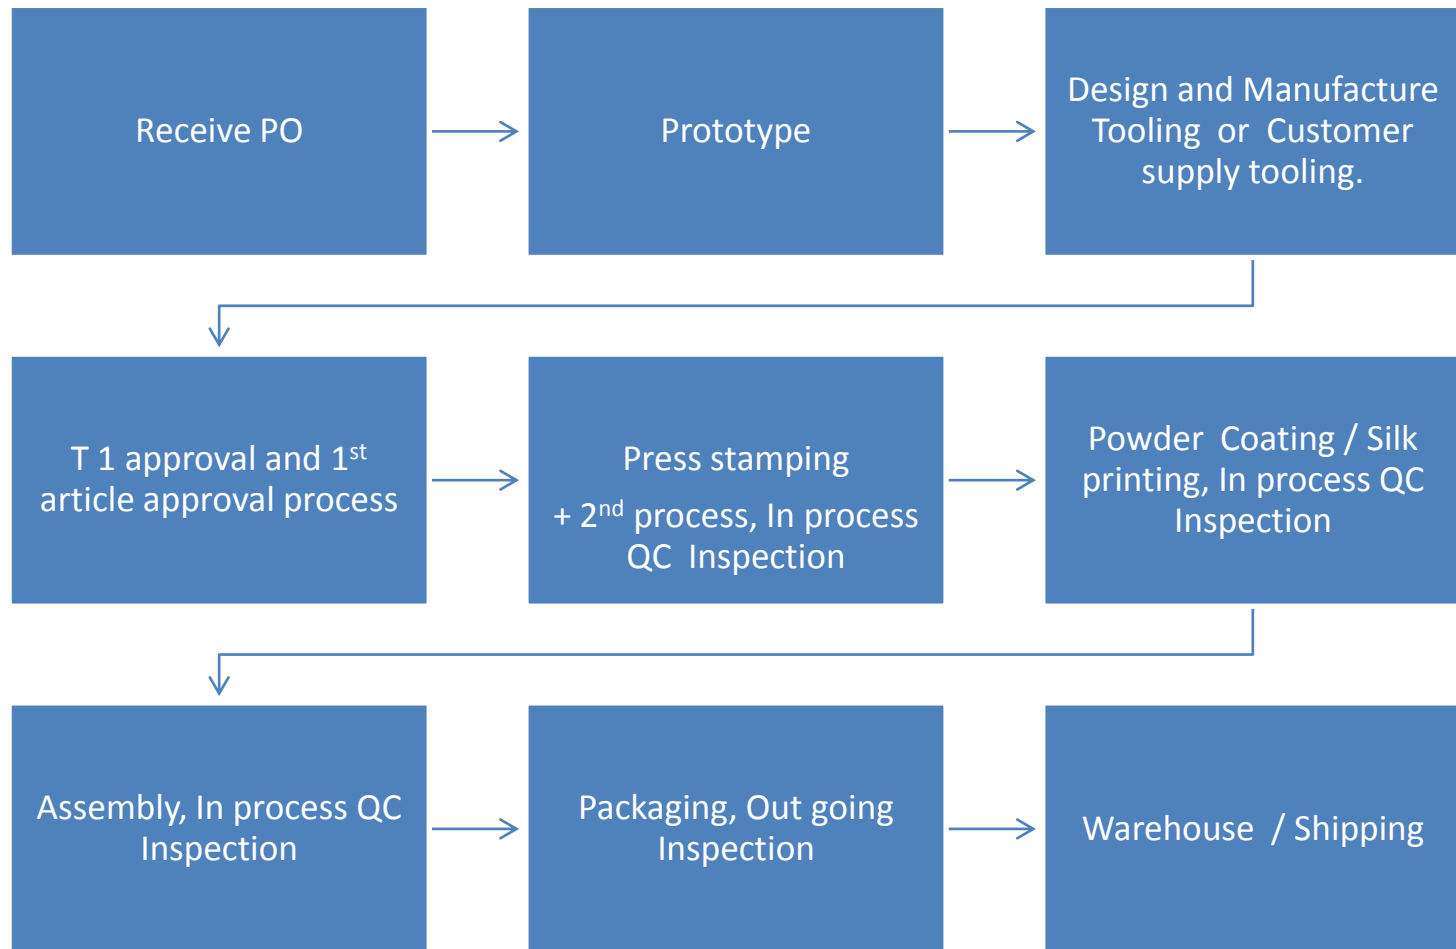 Receive PO
Prototype
Design and Manufacture
Tooling  or  Customer
supply tooling.
T 1 approval and 1st
article approval process
Press stamping
+ 2nd process, In process
QC  Inspection
Powder  Coating / Silk
printing, In process QC
Inspection
Assembly, In process QC
Inspection
Packaging, Out going
Inspection
Warehouse  / Shipping